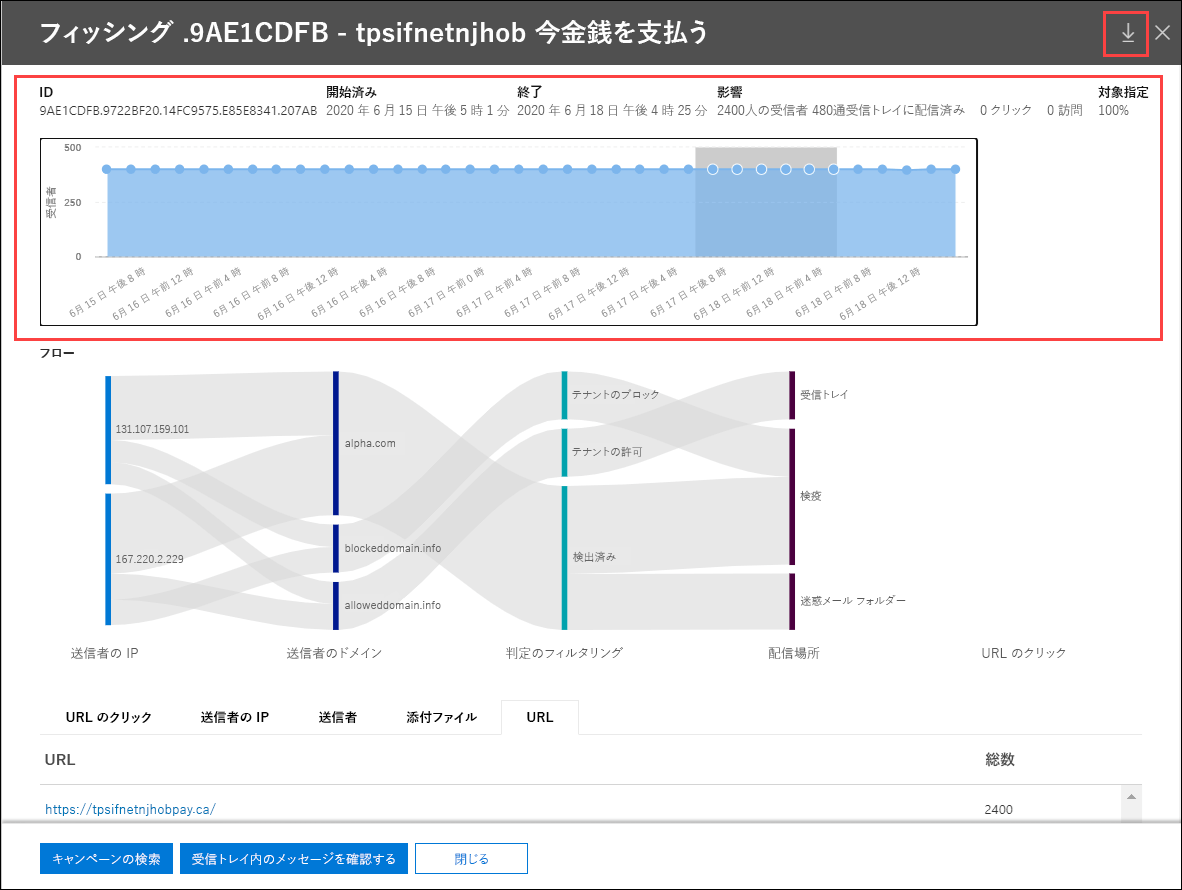 フィッシング .9AE1CDFB - tpsifnetnjhob 今金銭を支払う
ID 開始済み 終了 影響 対象指定
9AE1CDFB.9722BF20.14FC9575.E85E8341.207AB 2020 年 6 月 15 日 午後 5 時 1 分 2020 年 6 月 18 日 午後 4 時 25 分 2400人の受信者 480通受信トレイに配信済み 0 クリック 0 訪問 100%
500
受信者
250
0
6月 15 日 午後 8 時
6月 16 日 午前 12 時
6月 16 日 午前 4 時
6月 16 日 午前 8 時
6月 16 日 午後 12 時
6月 16 日 午後 4 時
6月 16 日 午後 8 時
6月 17 日 午前 0 時
6月 17 日 午前 4 時
6月 17 日 午前 8 時
6月 17 日 午後 12 時
6月 17 日 午後 4 時
6月 17 日 午後 8 時
6月 18 日 午前 12 時
6月 18 日 午前 4 時
6月 18 日 午前 8 時
6月 18 日 午後 12 時
フロー
テナントのブロック 受信トレイ
131.107.159.101
alpha.com
テナントの許可
検疫
blockeddomain.info
167.220.2.229 検出済み
alloweddomain.info 迷惑メール フォルダー
送信者の IP 送信者のドメイン 判定のフィルタリング 配信場所 URL のクリック
URL のクリック 送信者の IP 送信者 添付ファイル URL
URL 総数
https://tpsifnetnjhobpay.ca/ 2400
キャンペーンの検索 受信トレイ内のメッセージを確認する 閉じる